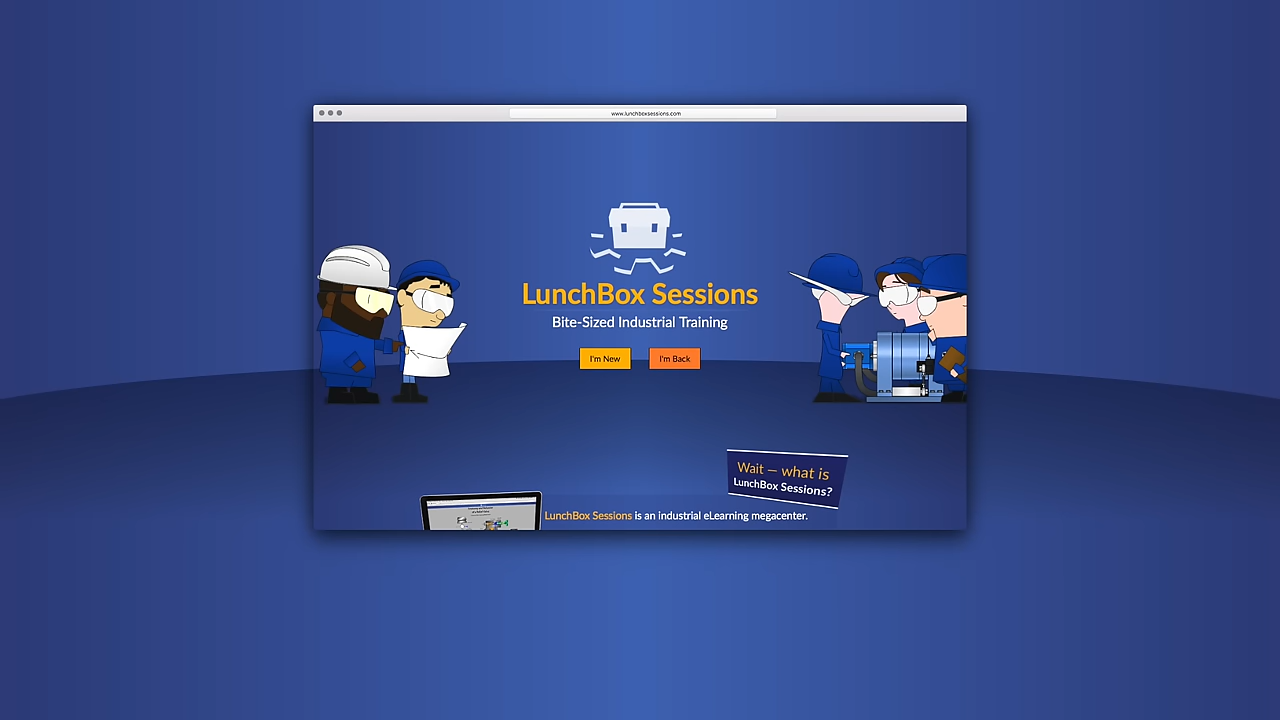 www.lunchboxsessions.com
LunchBox Sessions
Bite-Sized Industrial Training
I'm New
I'm Back
Wait — what is
LunchBox Sessions?
LunchBox Sessions is an industrial eLearning megacenter.